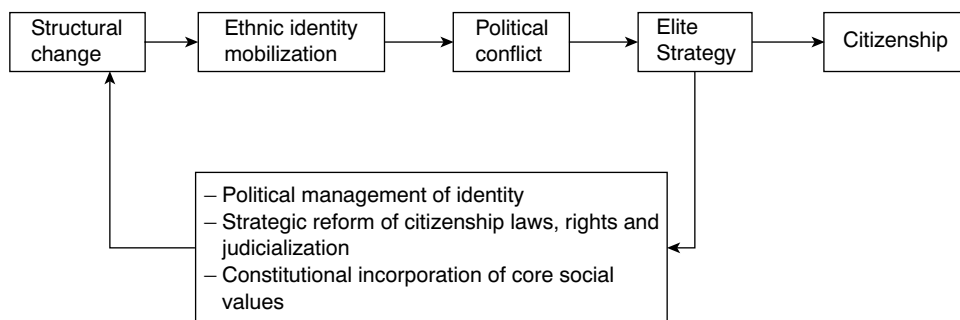 Structural
change
Ethnic identity
mobilization
Political
conflict
Elite
Strategy
Citizenship
– Political management of identity
– Strategic reform of citizenship laws, rights and
judicialization
– Constitutional incorporation of core social
values